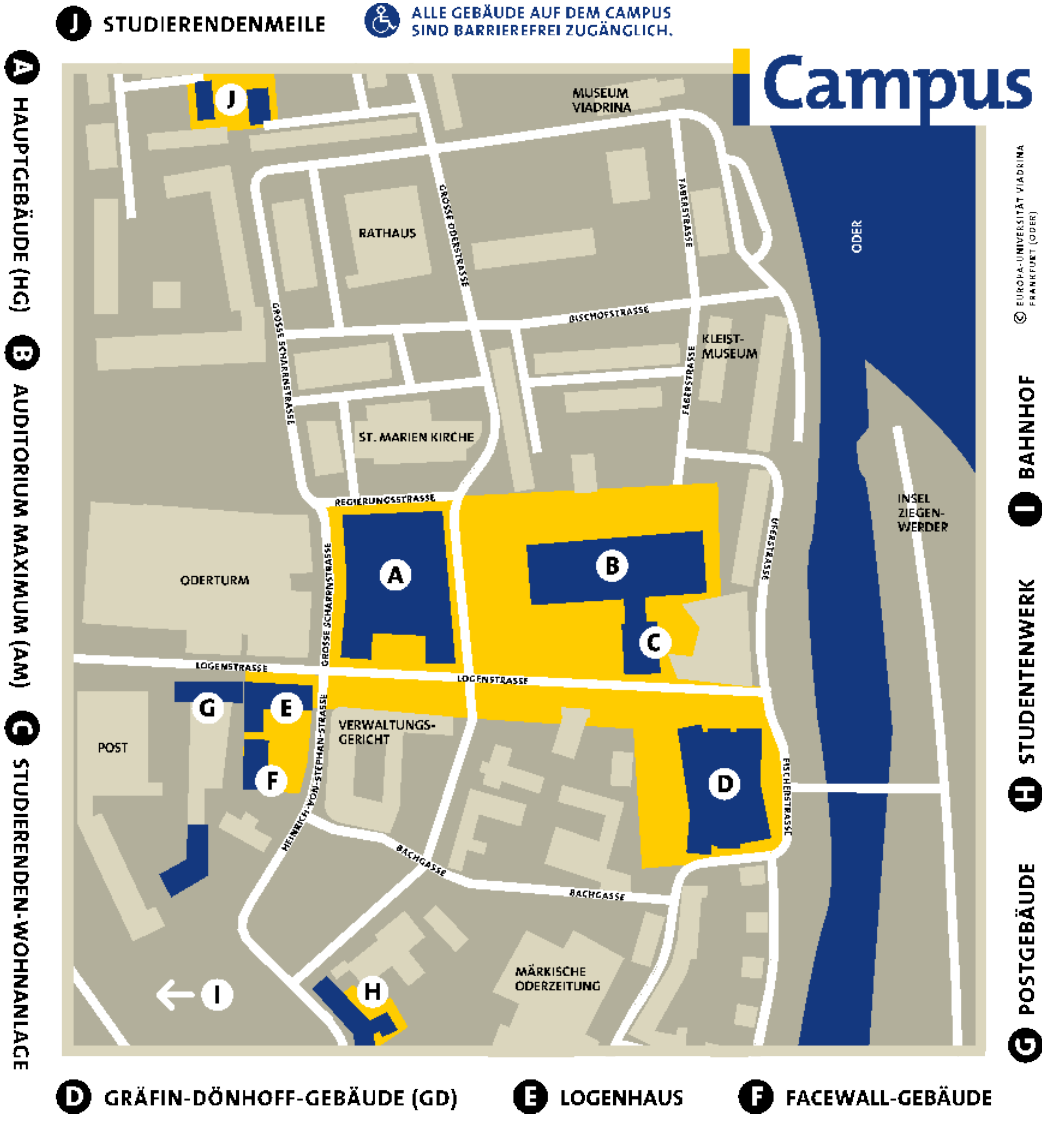 J STUDIERENDENMEILE
ALLE GEBÄUDE AUF DEM CAMPUS
SIND BARRIEREFREI ZUGÄNGLICH.
Campus
A HAUPTGEBÄUDE (HG)
B AUDITORIUM MAXIMUM (AM)
C STUDIERENDEN-WOHNANLAGE
J
MUSEUM
VIADRINA
RATHAUS
GROSSE ODERSTRASSE
FABERSTRASSE
ODER
GROSSE SCHARRNSTRASSE
BISCHOFSTRASSE
KLEIST-
MUSEUM
FABERSTRASSE
ST. MARIEN KIRCHE
REGIERUNGSSTRASSE
INSEL
ZIEGEN-
WERDER
ODERTURM
GROSSE SCHARRNSTRASSE
A
B
C
UFERSTRASSE
LOGENSTRASSE
LOGENSTRASSE
G
E
F
POST
HEINRICH-VON-STEPHAN-STRASSE
VERWALTUNGS-
GERICHT
D
FISCHERSTRASSE
BACHGASSE
BACHGASSE
I
H
MÄRKISCHE
ODERZEITUNG
© EUROPA-UNIVERSITÄT VIADRINA
FRANKFURT (ODER)
I BAHNHOF
H STUDENTENWERK
G POSTGEBÄUDE
D GRÄFIN-DÖNHOFF-GEBÄUDE (GD)
E LOGENHAUS
F FACEWALL-GEBÄUDE